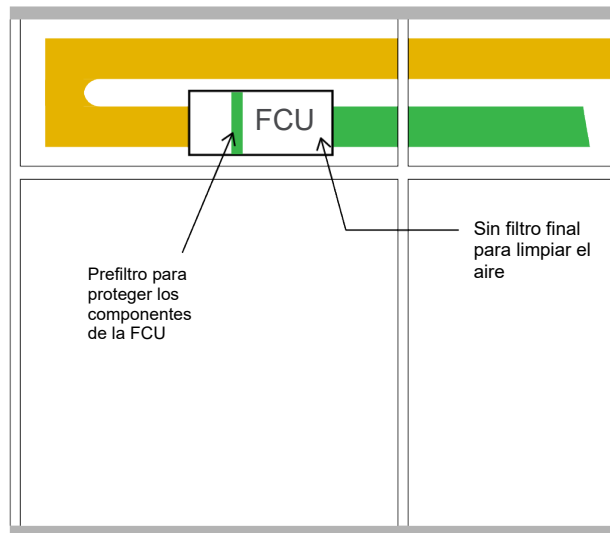 FCU
Sin filtro final
para limpiar el
aire
Prefiltro para
proteger los
componentes
de la FCU